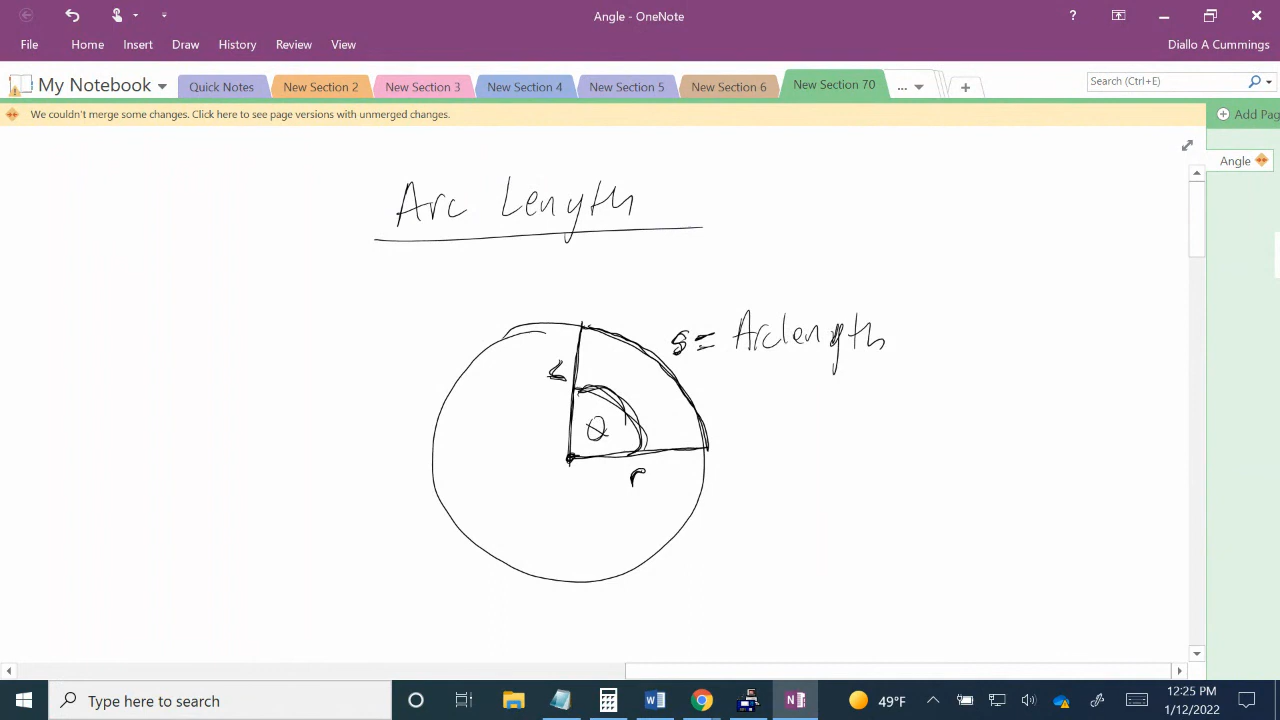 Angle - OneNote
?
File Home Insert Draw History Review View
Diallo A Cummings
My Notebook
Quick Notes
New Section 2
New Section 3
New Section 4
New Section 5
New Section 6
New Section 70
...
+
Search (Ctrl+E)
We couldn't merge some changes. Click here to see page versions with unmerged changes.
Add Pag
Angle
Arc Length
s = Arclength
θ
r
Type here to search
49°F
12:25 PM
1/12/2022